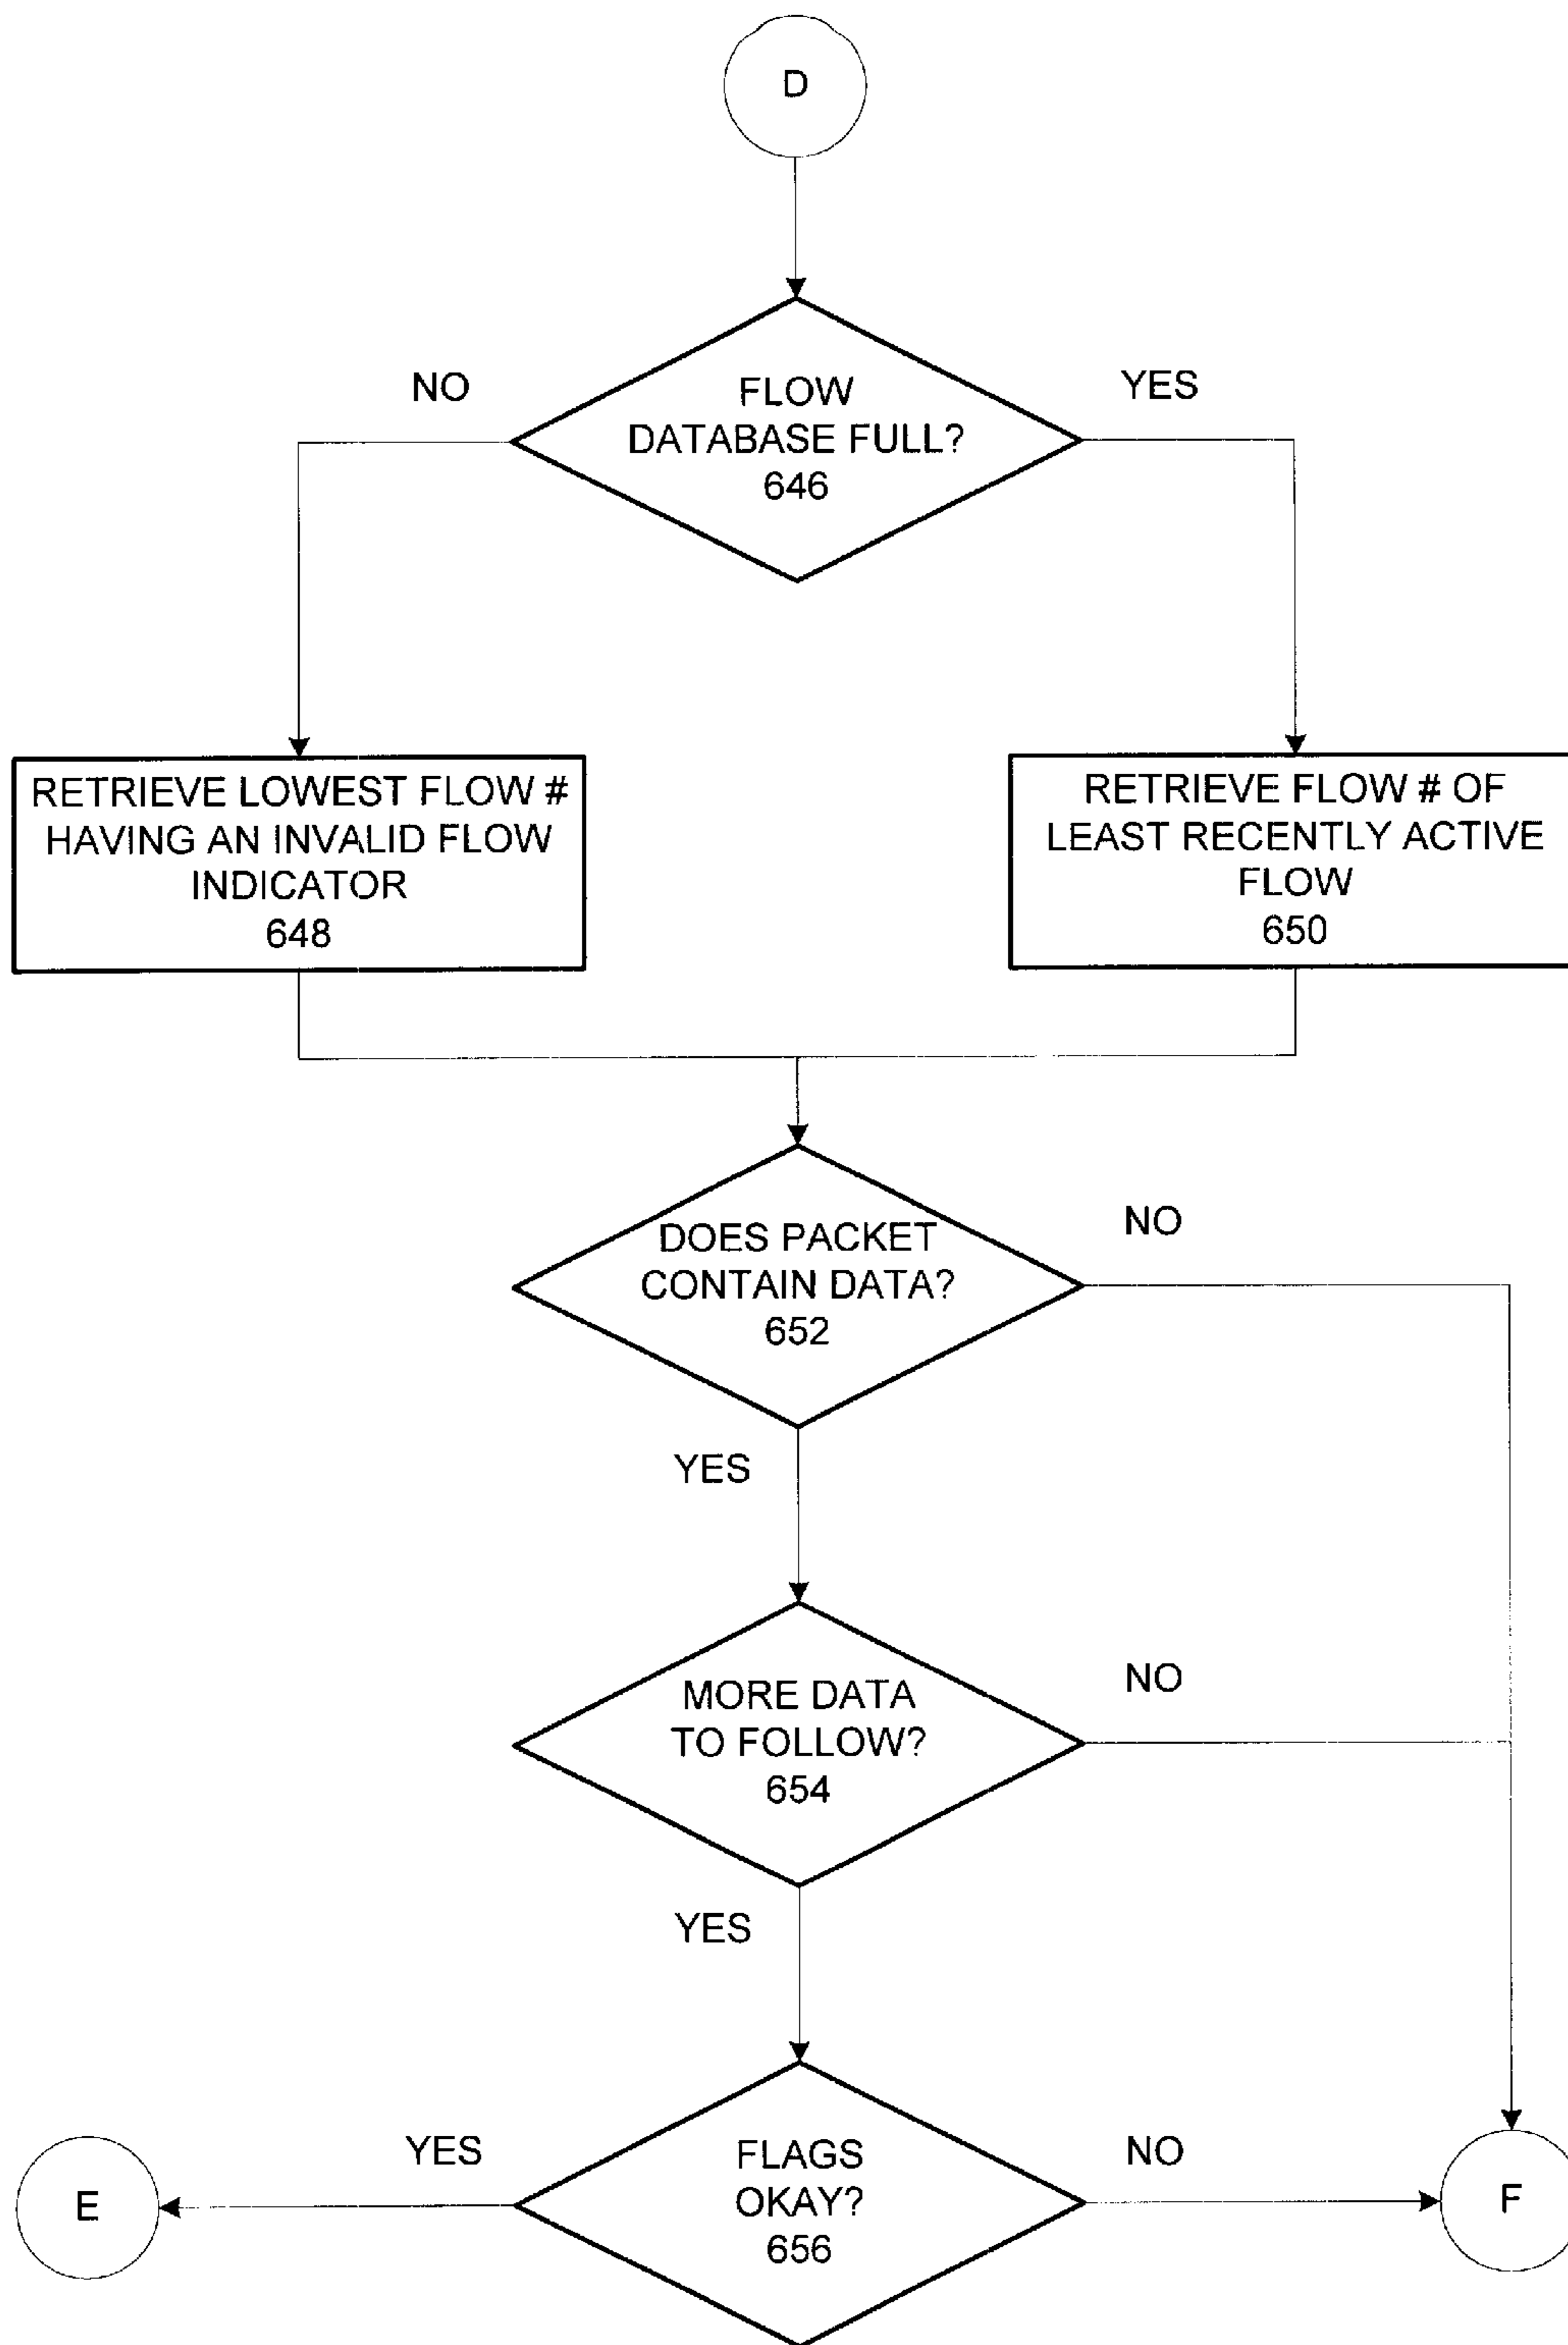 D
FLOW
DATABASE FULL?
646
NO
YES
RETRIEVE LOWEST FLOW #
HAVING AN INVALID FLOW
INDICATOR
648
RETRIEVE FLOW # OF
LEAST RECENTLY ACTIVE
FLOW
650
DOES PACKET
CONTAIN DATA?
652
NO
YES
MORE DATA
TO FOLLOW?
654
NO
YES
FLAGS
OKAY?
656
YES
NO
E
F